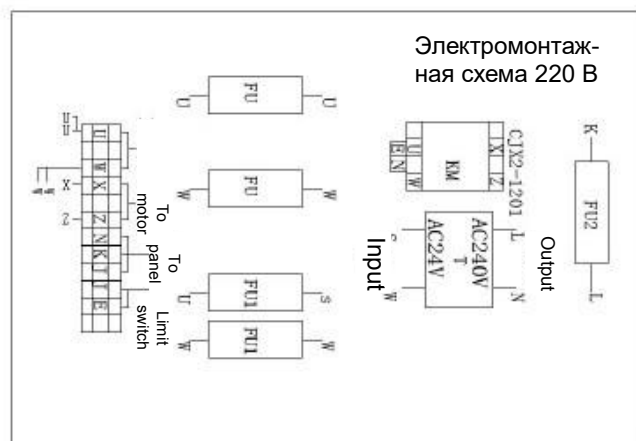 Электромонтаж-
ная схема 220 В
FU
U
U
FU
W
W
FU1
U
S
FU1
W
W
U
W
X
Z
N
K
J
I
E
X
Z
To
motor
To
panel
Limit
switch
CJX2-1201
KM
U
W
X
Z
E
N
AC240V
T
AC24V
L
N
S
W
Input
Output
K
FU2
L